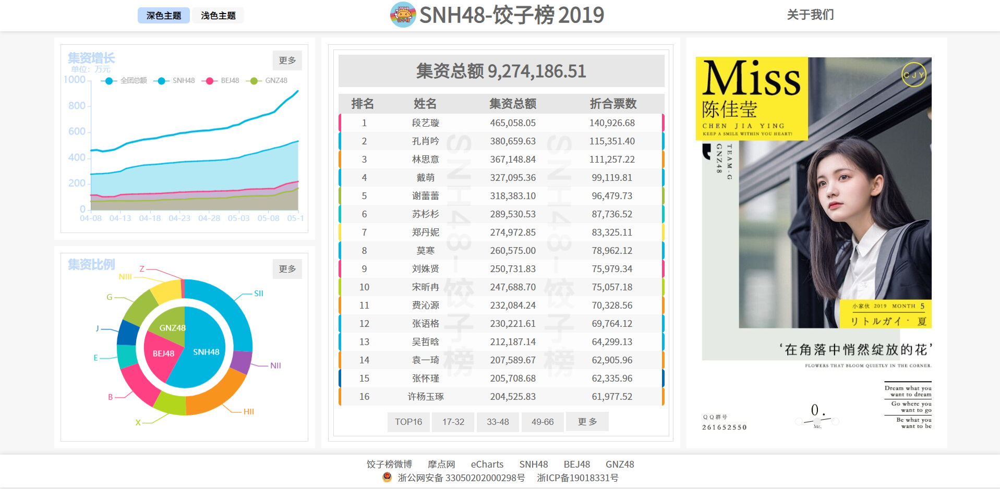 深色主题 浅色主题
SNH48-饺子榜 2019
关于我们
集资增长
更多
单位：万元
全团总额 SNH48 BEJ48 GNZ48
1000
800
600
400
200
0
04-08 04-13 04-18 04-23 04-28 05-03 05-08 05-1
集资比例
更多
Z
NIII
SII
G
GNZ48
J
SNH48
BEJ48
E
NII
B
HII
X
集资总额 9,274,186.51
排名 姓名 集资总额 折合票数
1 段艺璇 465,058.05 140,926.68
2 孔肖吟 380,659.63 115,351.40
3 林思意 367,148.84 111,257.22
4 戴萌 327,095.36 99,119.81
5 谢蕾蕾 318,383.10 96,479.73
6 苏杉杉 289,530.53 87,736.52
7 郑丹妮 274,972.85 83,325.11
8 莫寒 260,575.00 78,962.12
9 刘姝贤 250,731.83 75,979.34
10 宋昕冉 247,688.70 75,057.18
11 费沁源 232,084.24 70,328.56
12 张语格 230,221.61 69,764.12
13 吴哲晗 212,187.14 64,299.13
14 袁一琦 207,589.67 62,905.96
15 张怀瑾 205,708.68 62,335.96
16 许杨玉琢 204,525.83 61,977.52
SNH48-饺子榜
SNH48-饺子榜
TOP16 17-32 33-48 49-66 更多
Miss
CJY
陈佳莹
CHEN JIA YING
KEEP A SMILE WITHIN YOU HEART!
TEAM-G
GNZ48
小家伙 2019 MONTH 5
リトルガイ· 夏
‘在角落中悄然绽放的花’
FLOWERS THAT BLOOM QUIETLY IN THE CORNER.
Dream what you
want to dream
Go where you
want to go
Be what you
want to be
0.
Mr.
QQ群号
261652550
饺子榜微博 摩点网 eCharts SNH48 BEJ48 GNZ48
浙公网安备 33050202000298号 浙ICP备19018331号